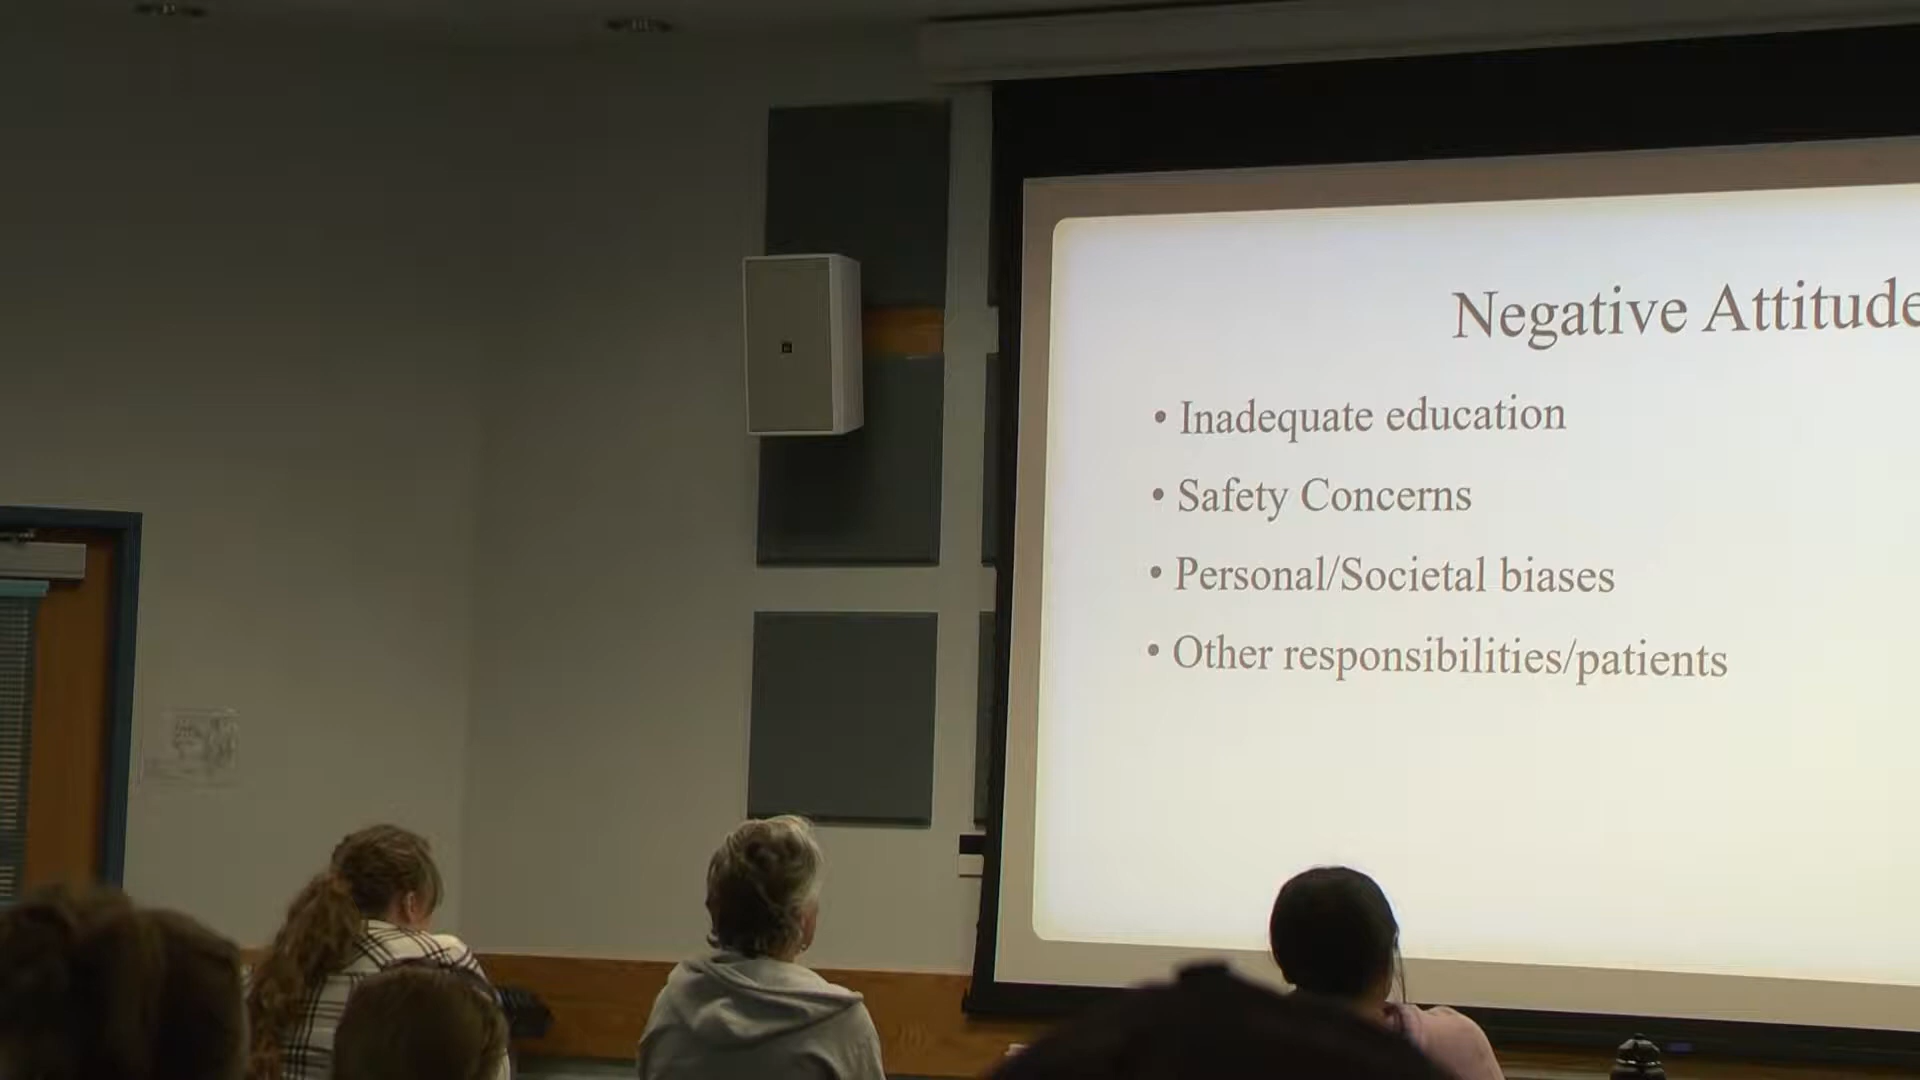 Negative Attitude
• Inadequate education
• Safety Concerns
• Personal/Societal biases
• Other responsibilities/patients